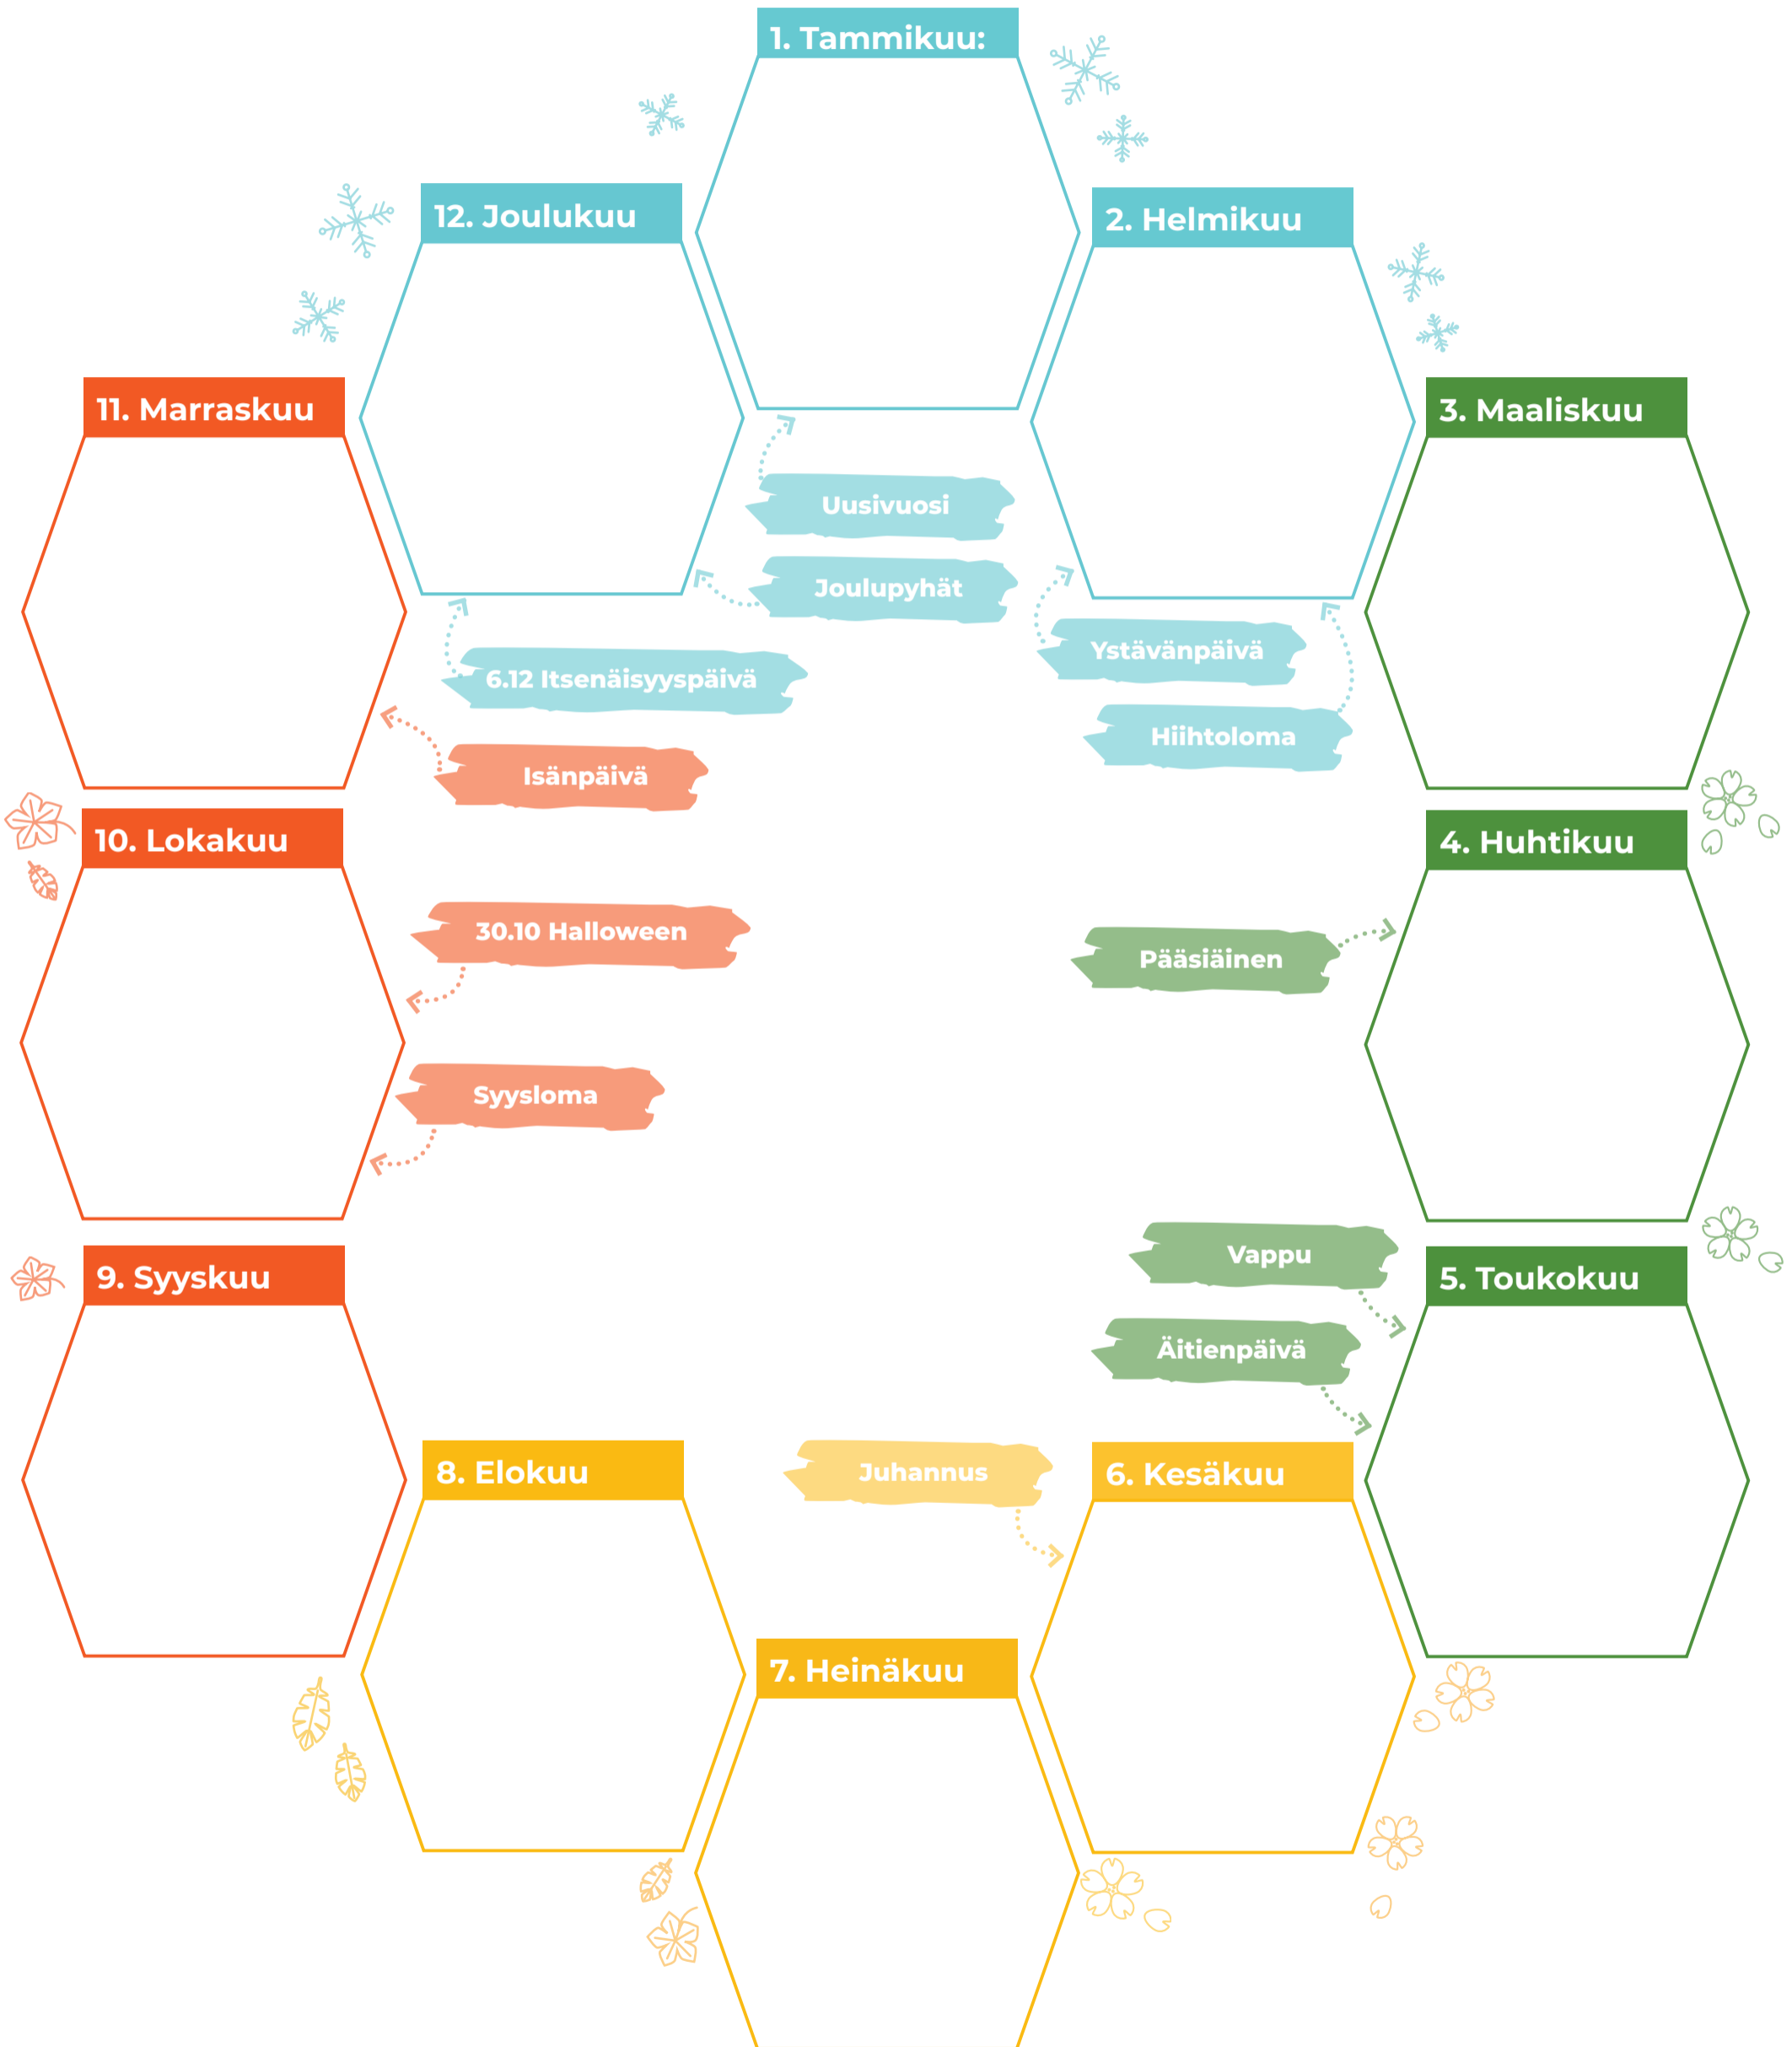 1. Tammikuu:
12. Joulukuu
2. Helmikuu
11. Marraskuu
3. Maaliskuu
Uusivuosi
Joulupyhät
Ystävänpäivä
6.12 Itsenäisyyspäivä
Hiihtoloma
Isänpäivä
10. Lokakuu
4. Huhtikuu
30.10 Halloween
Pääsiäinen
Syysloma
Vappu
9. Syyskuu
5. Toukokuu
Äitienpäivä
8. Elokuu
Juhannus
6. Kesäkuu
7. Heinäkuu